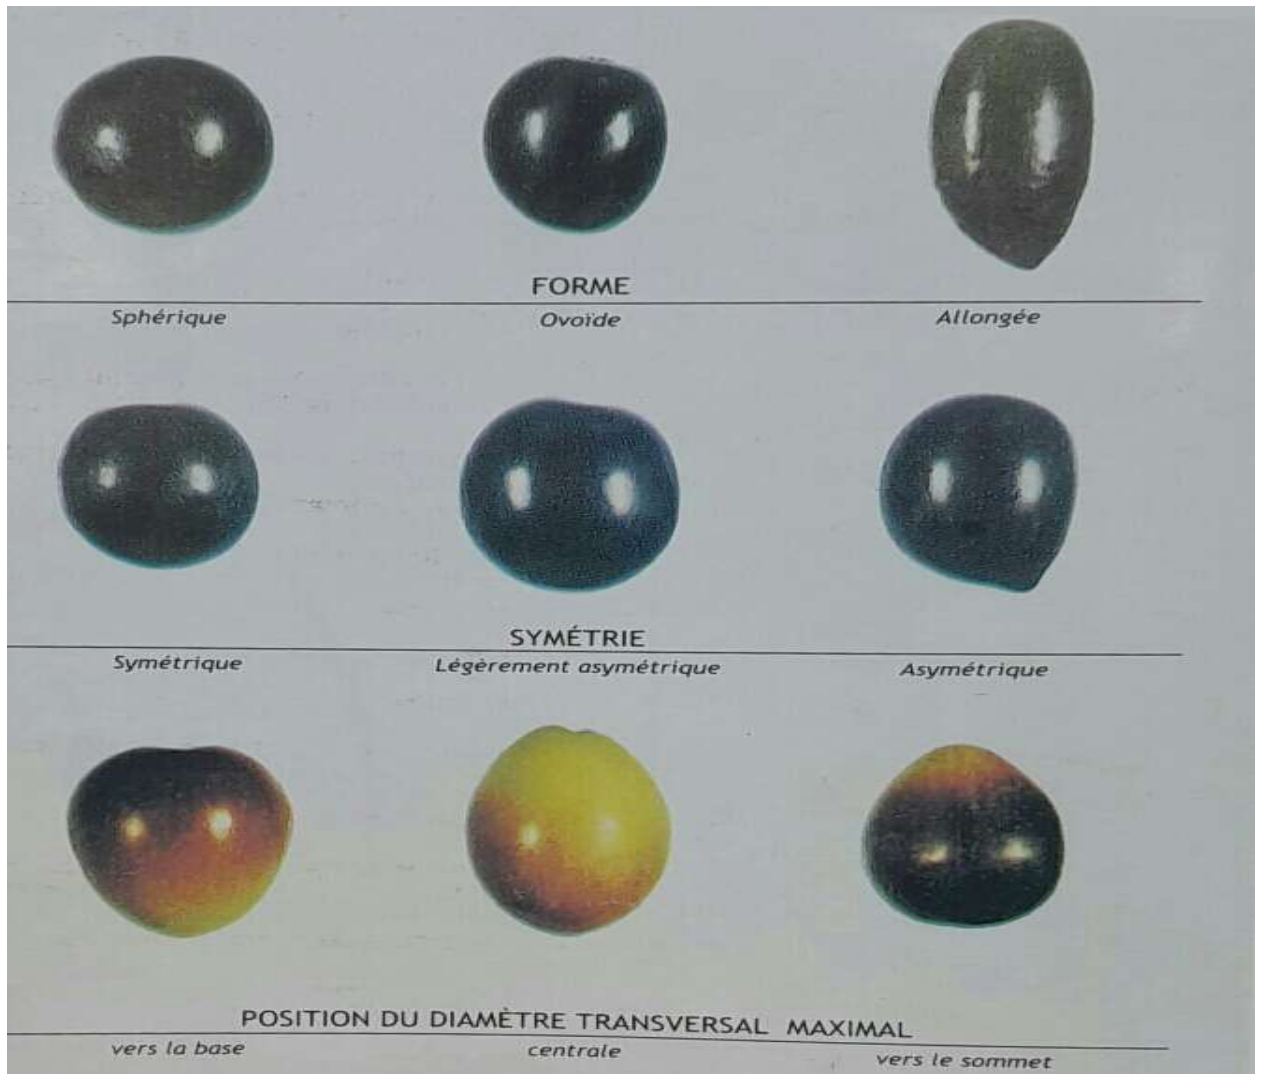 FORME
Sphérique Ovoïde Allongée
SYMÉTRIE
Symétrique Légèrement asymétrique Asymétrique
POSITION DU DIAMÈTRE TRANSVERSAL MAXIMAL
vers la base centrale vers le sommet